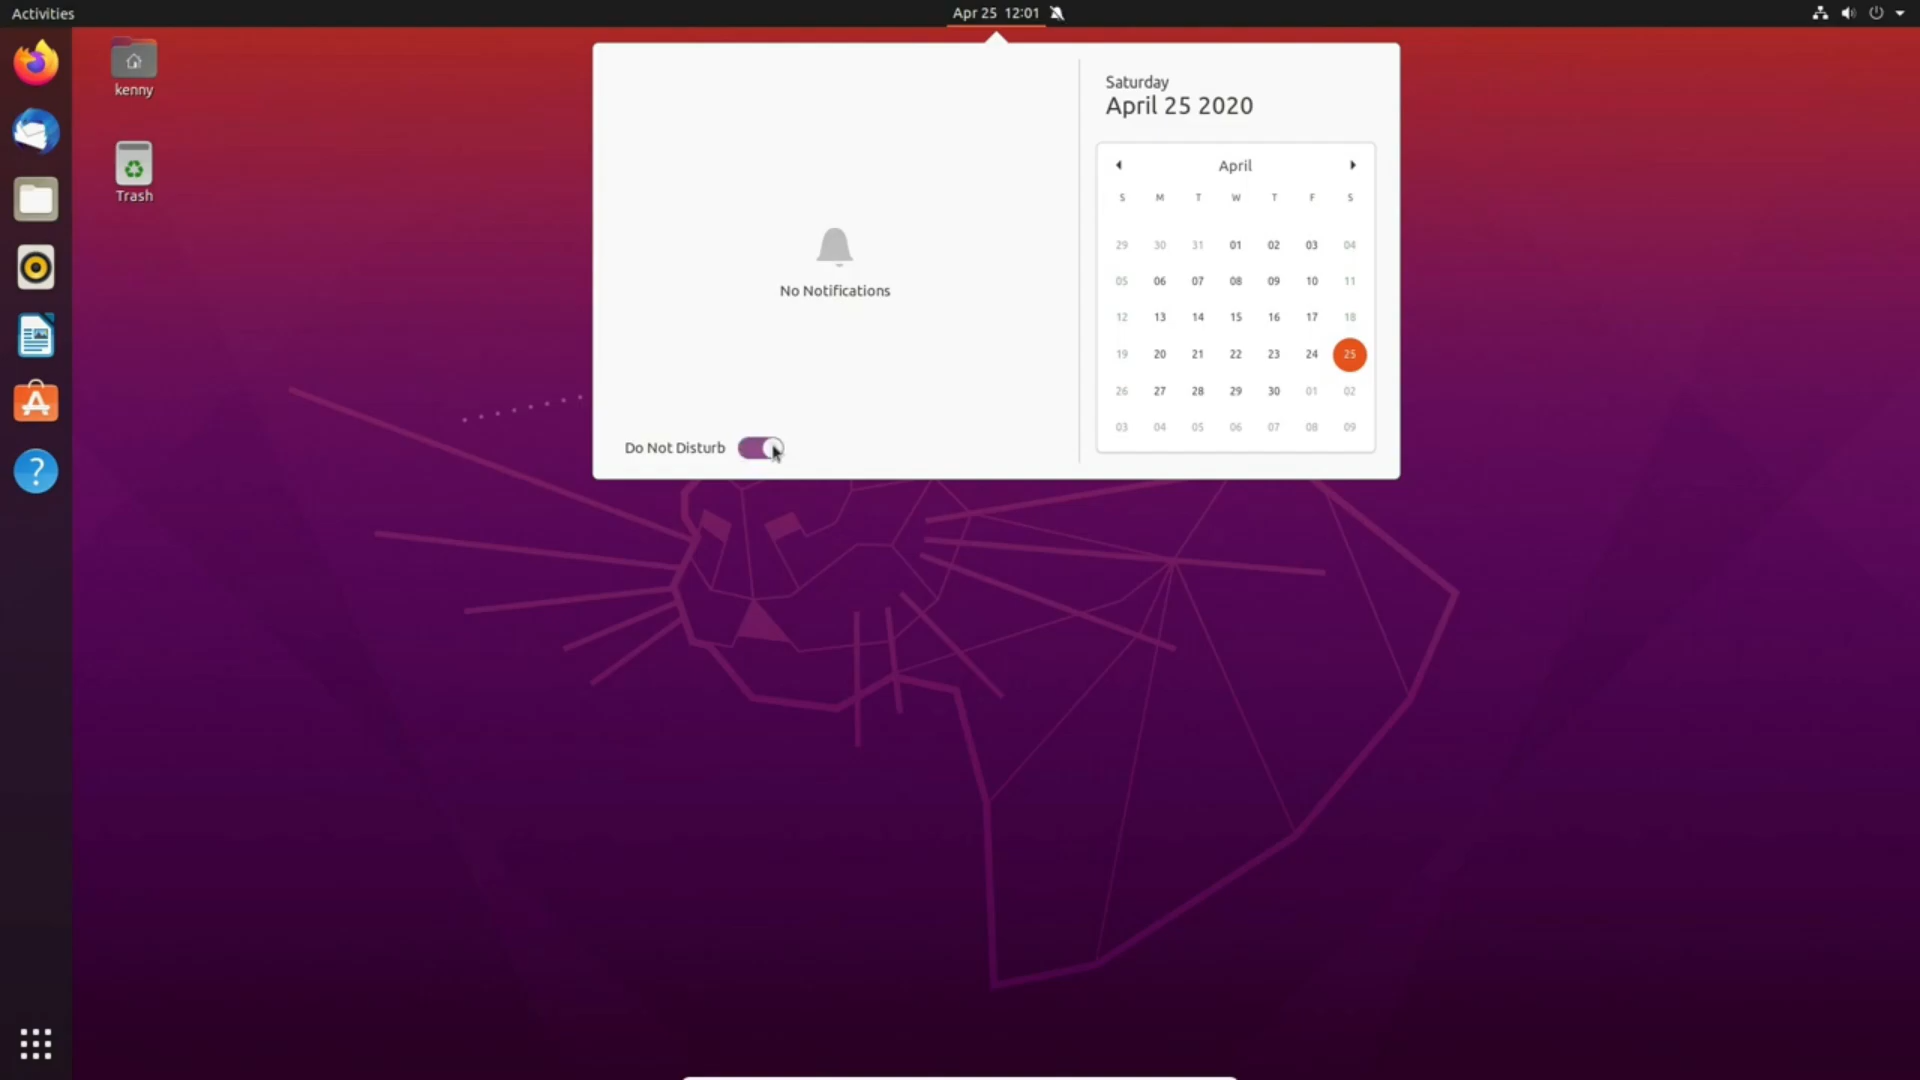 Activities
Apr 25 12:01
kenny
Trash
Saturday
April 25 2020
April
S M T W T F S
29 30 31 01 02 03 04
05 06 07 08 09 10 11
12 13 14 15 16 17 18
19 20 21 22 23 24 25
26 27 28 29 30 01 02
03 04 05 06 07 08 09
No Notifications
Do Not Disturb
?